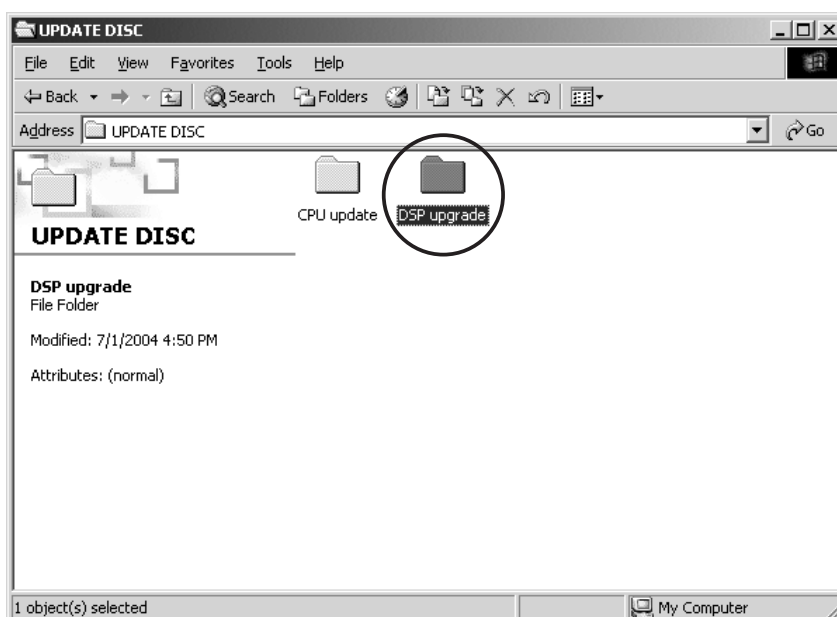 UPDATE DISC
File Edit View Favorites Tools Help
Back Search Folders
Address UPDATE DISC Go
CPU update DSP upgrade
UPDATE DISC
DSP upgrade
File Folder
Modified: 7/1/2004 4:50 PM
Attributes: (normal)
1 object(s) selected My Computer